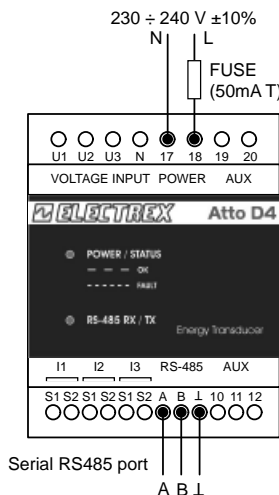 230 ÷ 240 V ±10%
N L
FUSE
(50mA T)
U1 U2 U3 N 17 18 19 20
VOLTAGE INPUT POWER AUX
ELECTREX Atto D4
POWER / STATUS
OK
FAULT
RS-485 RX / TX
Energy Transducer
I1 I2 I3 RS-485 AUX
S1 S2 S1 S2 S1 S2 A B ⊥ 10 11 12
Serial RS485 port
A B ⊥